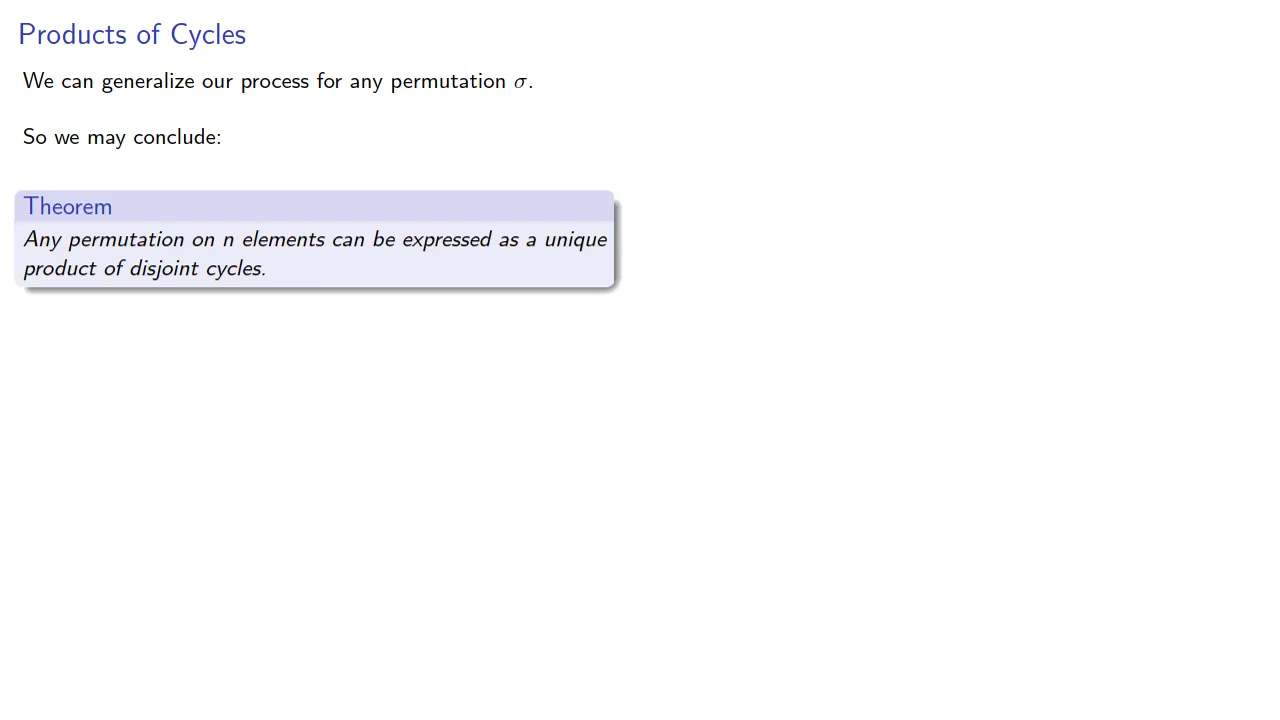 Products of Cycles
We can generalize our process for any permutation σ.
So we may conclude:
Theorem
Any permutation on n elements can be expressed as a unique
product of disjoint cycles.